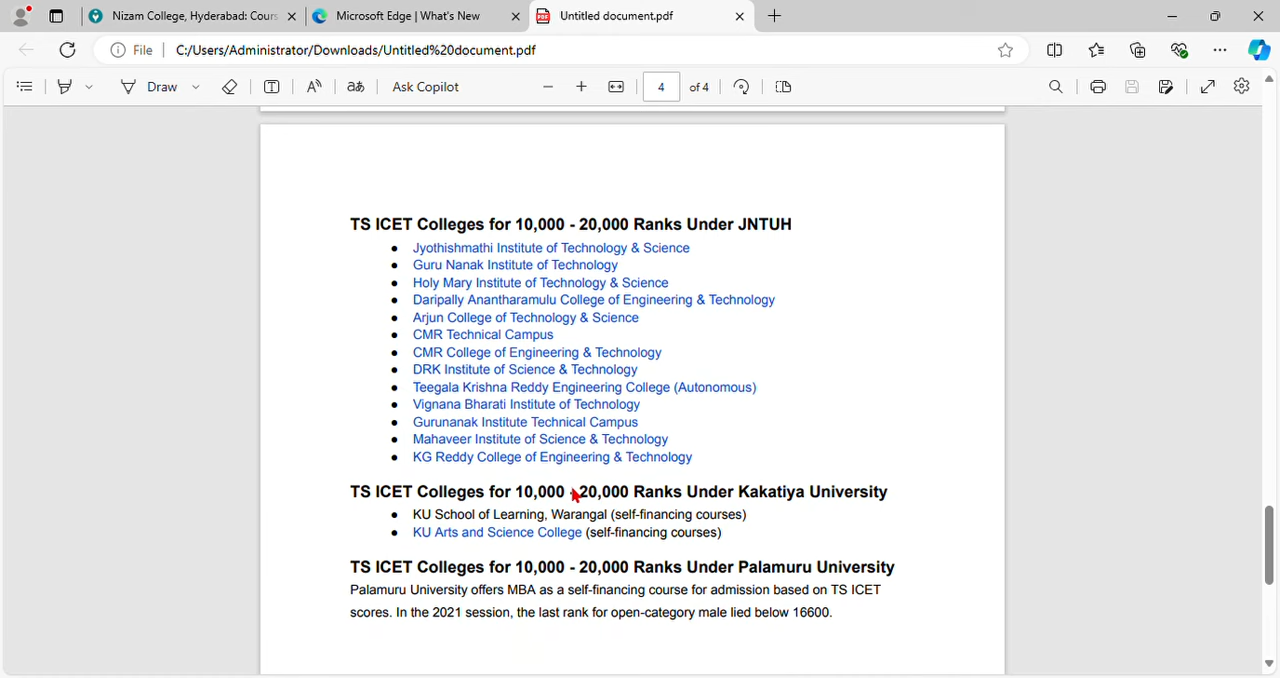 Nizam College, Hyderabad: Cours
Microsoft Edge | What's New
Untitled document.pdf
File
C:/Users/Administrator/Downloads/Untitled%20document.pdf
Draw
Ask Copilot
4 of 4
TS ICET Colleges for 10,000 - 20,000 Ranks Under JNTUH
• Jyothishmathi Institute of Technology & Science
• Guru Nanak Institute of Technology
• Holy Mary Institute of Technology & Science
• Daripally Anantharamulu College of Engineering & Technology
• Arjun College of Technology & Science
• CMR Technical Campus
• CMR College of Engineering & Technology
• DRK Institute of Science & Technology
• Teegala Krishna Reddy Engineering College (Autonomous)
• Vignana Bharati Institute of Technology
• Gurunanak Institute Technical Campus
• Mahaveer Institute of Science & Technology
• KG Reddy College of Engineering & Technology
TS ICET Colleges for 10,000 - 20,000 Ranks Under Kakatiya University
• KU School of Learning, Warangal (self-financing courses)
• KU Arts and Science College (self-financing courses)
TS ICET Colleges for 10,000 - 20,000 Ranks Under Palamuru University
Palamuru University offers MBA as a self-financing course for admission based on TS ICET
scores. In the 2021 session, the last rank for open-category male lied below 16600.